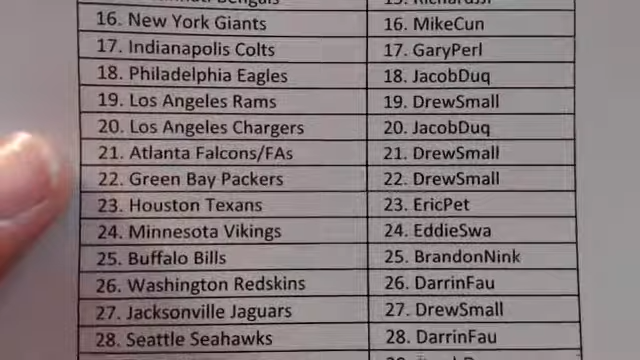 16. New York Giants 16. MikeCun
17. Indianapolis Colts 17. GaryPerl
18. Philadelphia Eagles 18. JacobDuq
19. Los Angeles Rams 19. DrewSmall
20. Los Angeles Chargers 20. JacobDuq
21. Atlanta Falcons/FAs 21. DrewSmall
22. Green Bay Packers 22. DrewSmall
23. Houston Texans 23. EricPet
24. Minnesota Vikings 24. EddieSwa
25. Buffalo Bills 25. BrandonNink
26. Washington Redskins 26. DarrinFau
27. Jacksonville Jaguars 27. DrewSmall
28. Seattle Seahawks 28. DarrinFau